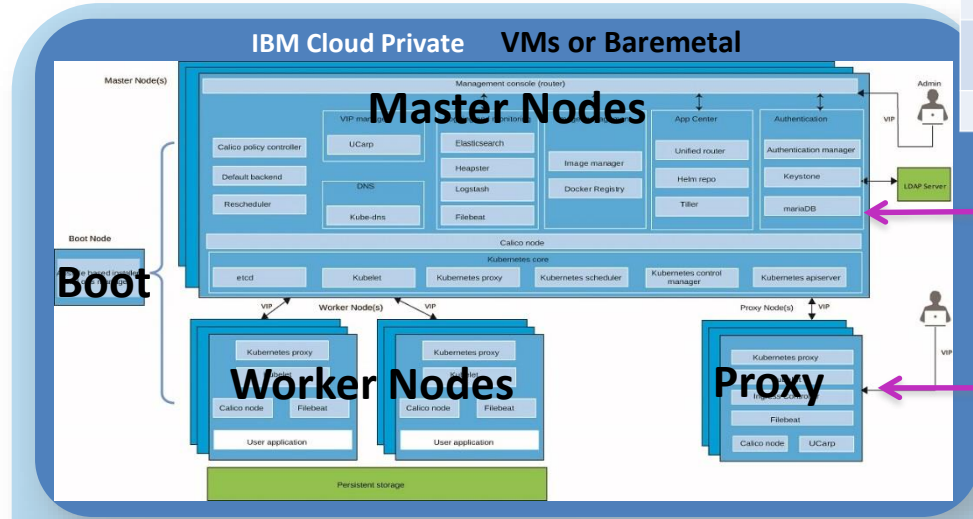 IBM Cloud Private VMs or Baremetal
Master Node(s)
Management console (router)
Admin
Master Nodes
VIP
VIP
monitoring
App Center
Authentication
Calico policy controller
UCarp
Elasticsearch
Image manager
Unified router
Authentication manager
Default backend
Heapster
Helm repo
Keystone
LDAP Server
DNS
Rescheduler
Logstash
Docker Registry
Tiller
mariaDB
Kube-dns
Filebeat
Boot Node
Calico node
Kubernetes core
Boot
etcd
Kubelet
Kubernetes proxy
Kubernetes scheduler
Kubernetes control manager
Kubernetes apiserver
VIP
Worker Node(s)
VIP
Proxy Node(s)
VIP
VIP
Kubernetes proxy
Kubernetes proxy
Kubernetes proxy
Worker Nodes
Proxy
Calico node
Filebeat
Calico node
Filebeat
Filebeat
User application
User application
Calico node
UCarp
Persistent storage